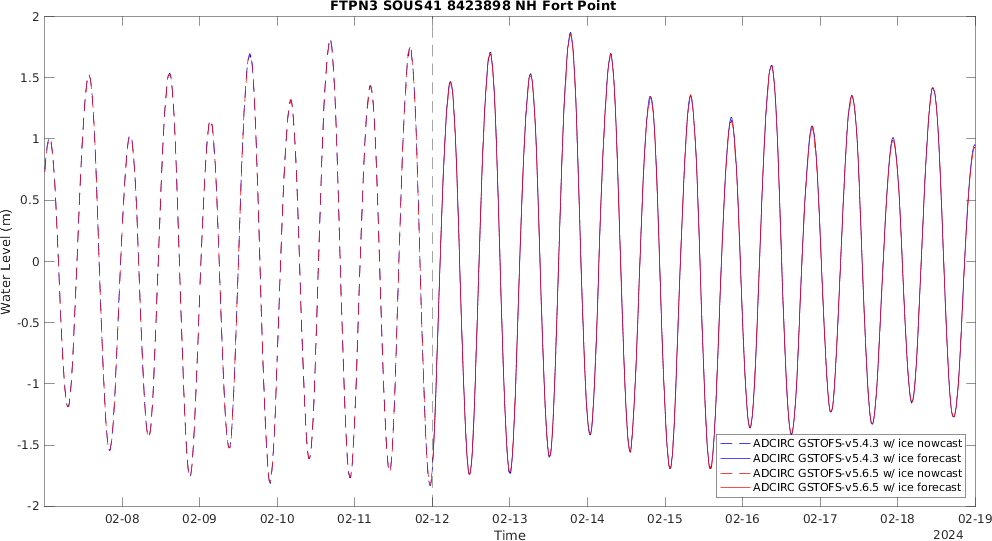 FTPN3 SOUS41 8423898 NH Fort Point
2
1.5
1
0.5
0
-0.5
-1
-1.5
-2
Water Level (m)
02-08 02-09 02-10 02-11 02-12 02-13 02-14 02-15 02-16 02-17 02-18 02-19
Time
2024
ADCIRC GSTOFS-v5.4.3 w/ ice nowcast
ADCIRC GSTOFS-v5.4.3 w/ ice forecast
ADCIRC GSTOFS-v5.6.5 w/ ice nowcast
ADCIRC GSTOFS-v5.6.5 w/ ice forecast